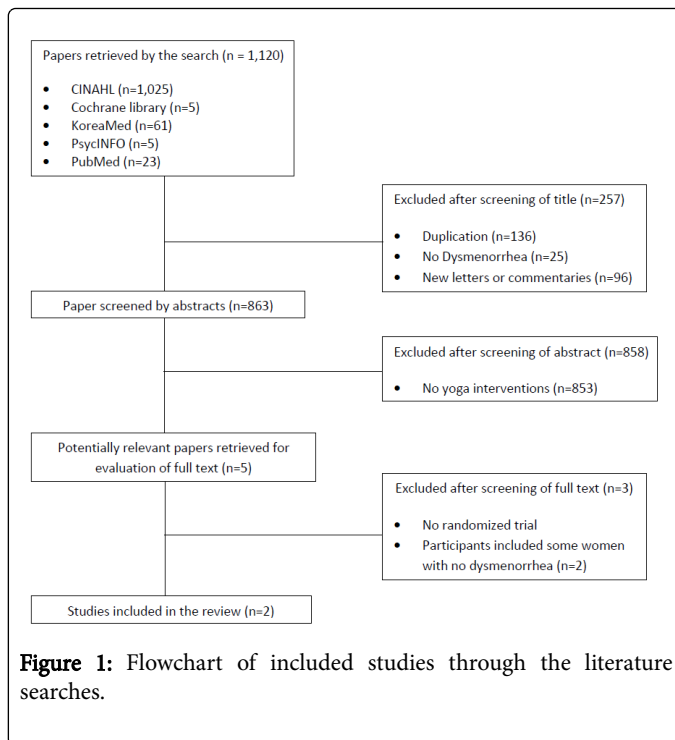 Papers retrieved by the search (n = 1,120)
• CINAHL (n=1,025)
• Cochrane library (n=5)
• KoreaMed (n=61)
• PsycINFO (n=5)
• PubMed (n=23)
Excluded after screening of title (n=257)
• Duplication (n=136)
• No Dysmenorrhea (n=25)
• New letters or commentaries (n=96)
Paper screened by abstracts (n=863)
Excluded after screening of abstract (n=858)
• No yoga interventions (n=853)
Potentially relevant papers retrieved for
evaluation of full text (n=5)
Excluded after screening of full text (n=3)
• No randomized trial
• Participants included some women
with no dysmenorrhea (n=2)
Studies included in the review (n=2)
Figure 1: Flowchart of included studies through the literature
searches.